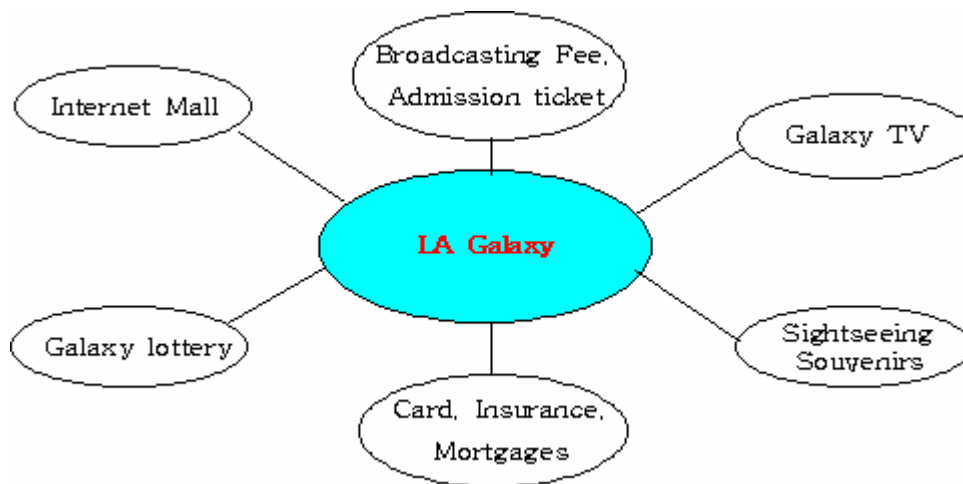 Broadcasting Fee,
Admission ticket
Internet Mall
Galaxy TV
LA Galaxy
Galaxy lottery
Sightseeing
Souvenirs
Card, Insurance,
Mortgages